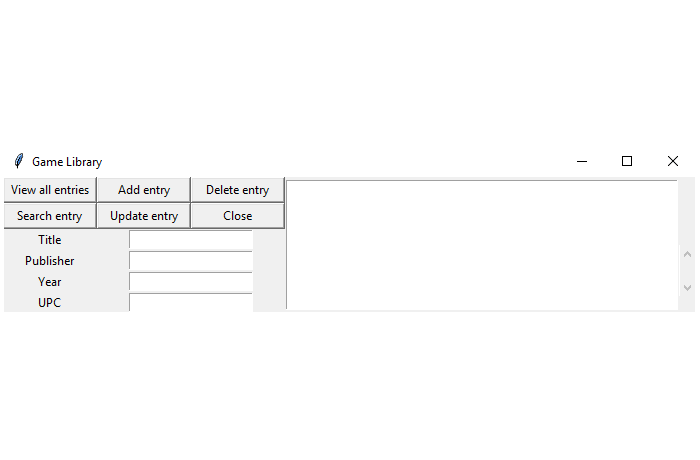 Game Library
View all entries Add entry Delete entry
Search entry Update entry Close
Title
Publisher
Year
UPC